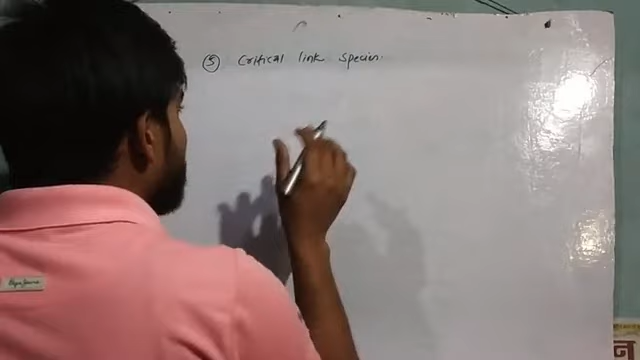 ⑤ Critical link species.
न